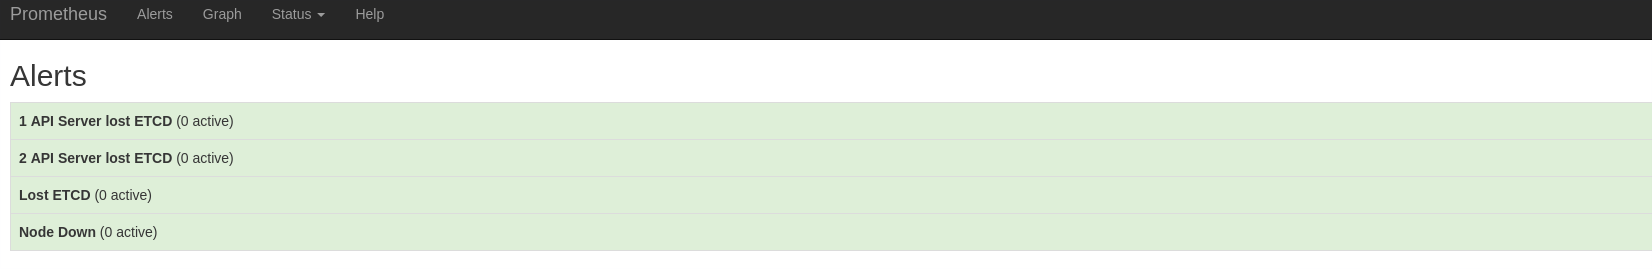 Prometheus Alerts Graph Status Help
Alerts
1 API Server lost ETCD (0 active)
2 API Server lost ETCD (0 active)
Lost ETCD (0 active)
Node Down (0 active)